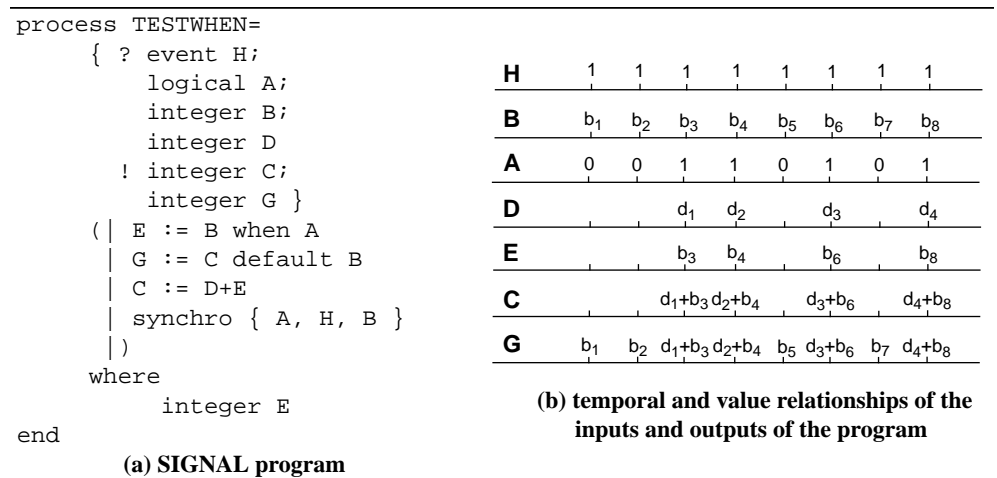 process TESTWHEN=
{ ? event H;
logical A;
integer B;
integer D
! integer C;
integer G }
(| E := B when A
| G := C default B
| C := D+E
| synchro { A, H, B }
|)
where
integer E
end
(a) SIGNAL program
H 1 1 1 1 1 1 1 1
B b1 b2 b3 b4 b5 b6 b7 b8
A 0 0 1 1 0 1 0 1
D d1 d2 d3 d4
E b3 b4 b6 b8
C d1+b3 d2+b4 d3+b6 d4+b8
G b1 b2 d1+b3 d2+b4 b5 d3+b6 b7 d4+b8
(b) temporal and value relationships of the
inputs and outputs of the program